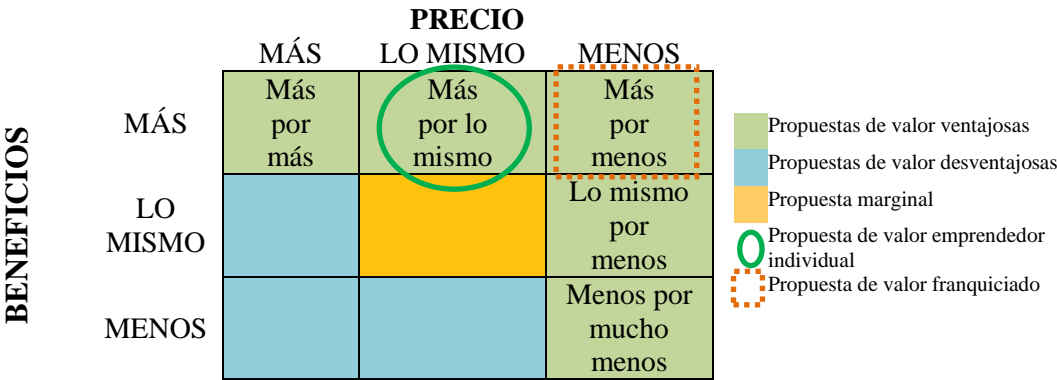 PRECIO
MÁS LO MISMO MENOS
BENEFICIOS
MÁS
Más
por
más
Más
por lo
mismo
Más
por
menos
LO
MISMO
Lo mismo
por
menos
MENOS
Menos por
mucho
menos
Propuestas de valor ventajosas
Propuestas de valor desventajosas
Propuesta marginal
Propuesta de valor emprendedor
individual
Propuesta de valor franquiciado